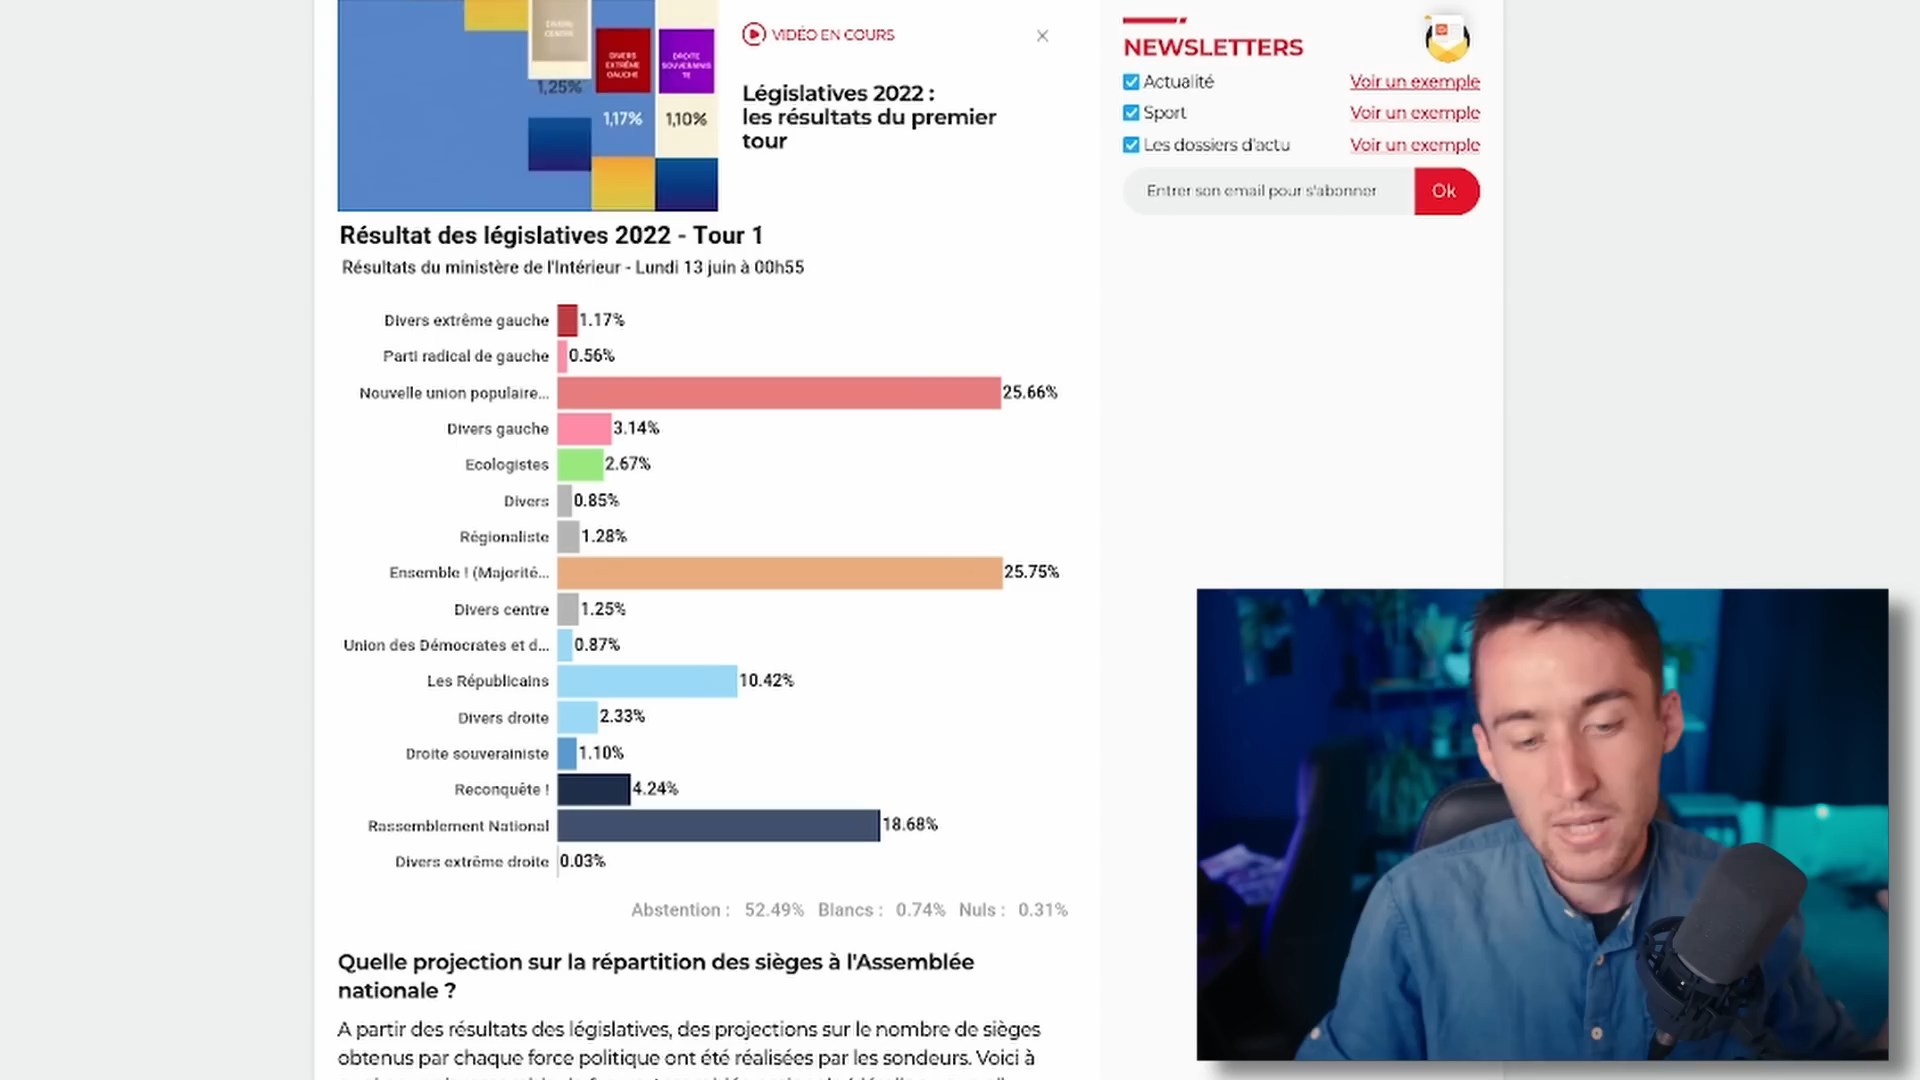 DIVERS
CENTRE
1,25%
DIVERS
EXTRÊME
GAUCHE
1,17%
DROITE
SOUVERAINIS
TE
1,10%
VIDÉO EN COURS
Législatives 2022 :
les résultats du premier
tour
NEWSLETTERS
Actualité Voir un exemple
Sport Voir un exemple
Les dossiers d'actu Voir un exemple
Entrer son email pour s'abonner Ok
Résultat des législatives 2022 - Tour 1
Résultats du ministère de l'Intérieur - Lundi 13 juin à 00h55
Divers extrême gauche 1.17%
Parti radical de gauche 0.56%
Nouvelle union populaire... 25.66%
Divers gauche 3.14%
Ecologistes 2.67%
Divers 0.85%
Régionaliste 1.28%
Ensemble ! (Majorité... 25.75%
Divers centre 1.25%
Union des Démocrates et d... 0.87%
Les Républicains 10.42%
Divers droite 2.33%
Droite souverainiste 1.10%
Reconquête ! 4.24%
Rassemblement National 18.68%
Divers extrême droite 0.03%
Abstention : 52.49% Blancs : 0.74% Nuls : 0.31%
Quelle projection sur la répartition des sièges à l'Assemblée
nationale ?
A partir des résultats des législatives, des projections sur le nombre de sièges
obtenus par chaque force politique ont été réalisées par les sondeurs. Voici à